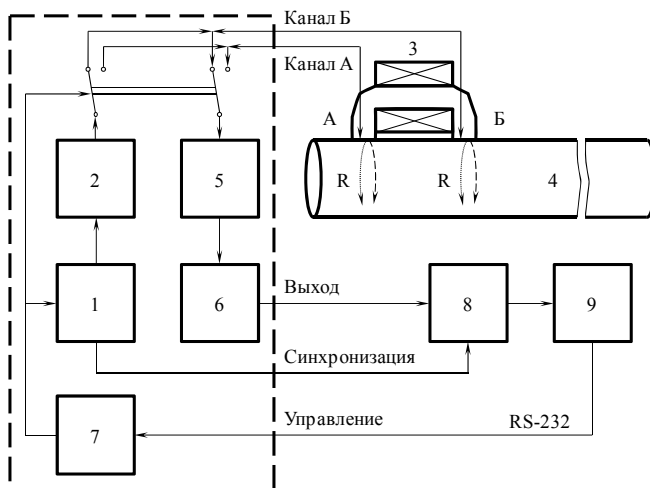 Канал Б
Канал А
3
А
Б
2
5
R
R
4
1
6
Выход
8
9
Синхронизация
7
Управление
RS-232